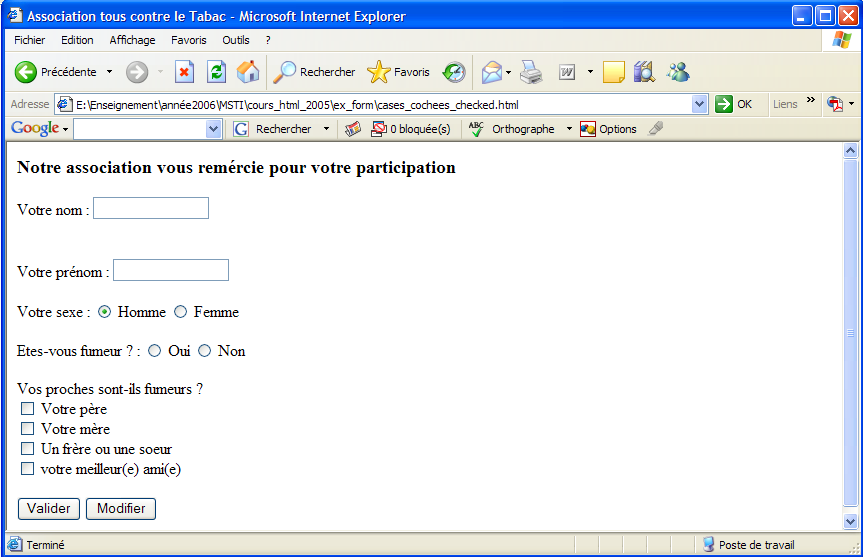 Association tous contre le Tabac - Microsoft Internet Explorer
Fichier Edition Affichage Favoris Outils ?
Précédente Rechercher Favoris W
Adresse E:\Enseignement\année2006\MSTI\cours_html_2005\ex_form\cases_cochees_checked.html OK Liens »
Google G Rechercher 0 bloquée(s) ABC Orthographe Options
Notre association vous remércie pour votre participation
Votre nom :
Votre prénom :
Votre sexe : Homme Femme
Etes-vous fumeur ? : Oui Non
Vos proches sont-ils fumeurs ?
Votre père
Votre mère
Un frère ou une soeur
votre meilleur(e) ami(e)
Valider Modifier
Terminé Poste de travail